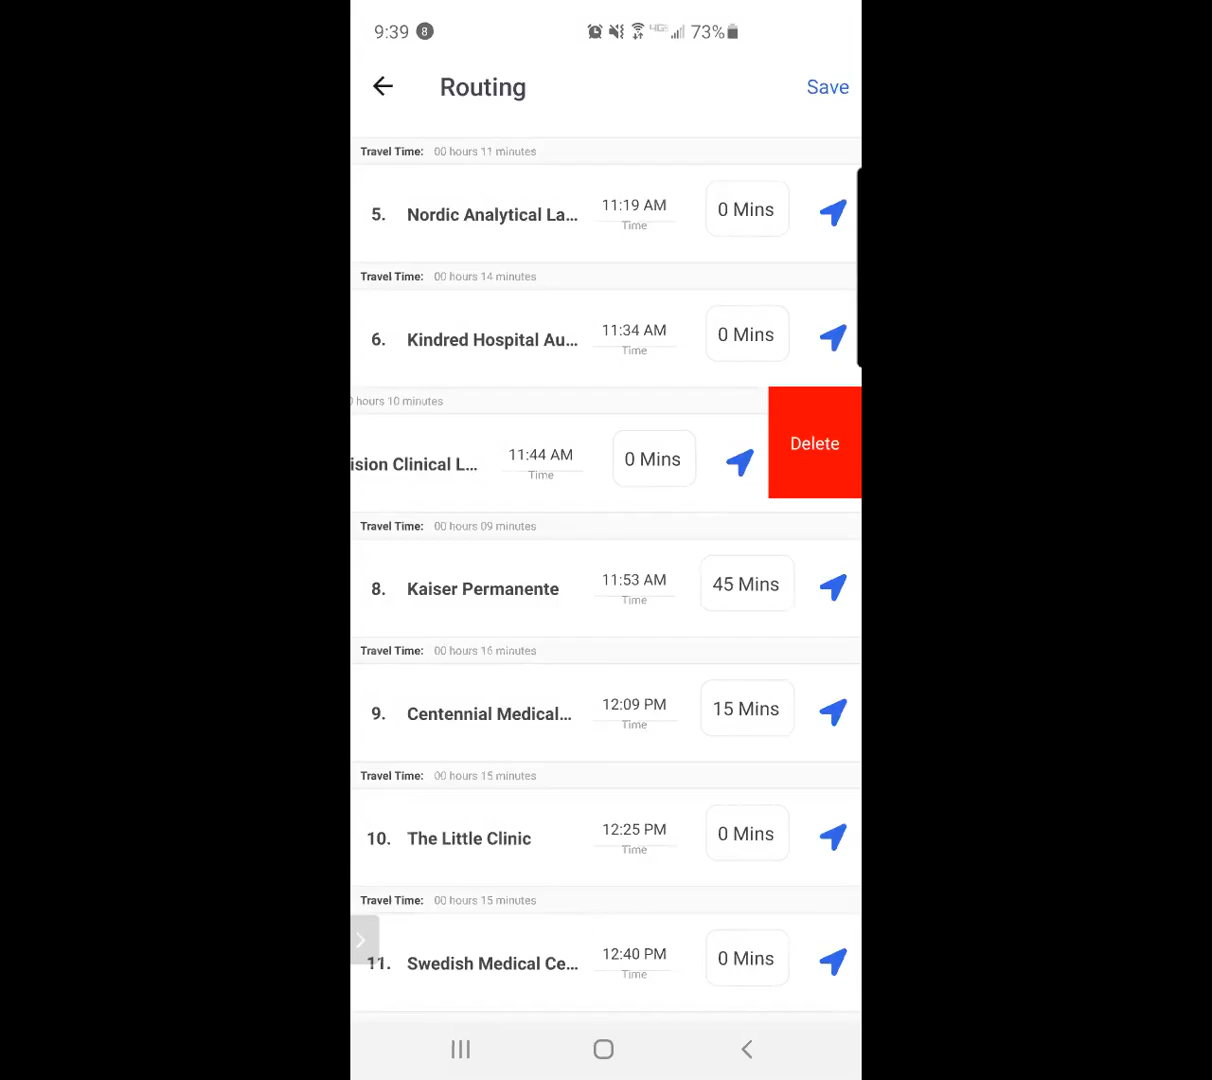 9:39 8 4G 73%
Routing Save
Travel Time: 00 hours 11 minutes
5. Nordic Analytical La... 11:19 AM 0 Mins
Time
Travel Time: 00 hours 14 minutes
6. Kindred Hospital Au... 11:34 AM 0 Mins
Time
hours 10 minutes
ision Clinical L... 11:44 AM 0 Mins Delete
Time
Travel Time: 00 hours 09 minutes
8. Kaiser Permanente 11:53 AM 45 Mins
Time
Travel Time: 00 hours 16 minutes
9. Centennial Medical... 12:09 PM 15 Mins
Time
Travel Time: 00 hours 15 minutes
10. The Little Clinic 12:25 PM 0 Mins
Time
Travel Time: 00 hours 15 minutes
11. Swedish Medical Ce... 12:40 PM 0 Mins
Time